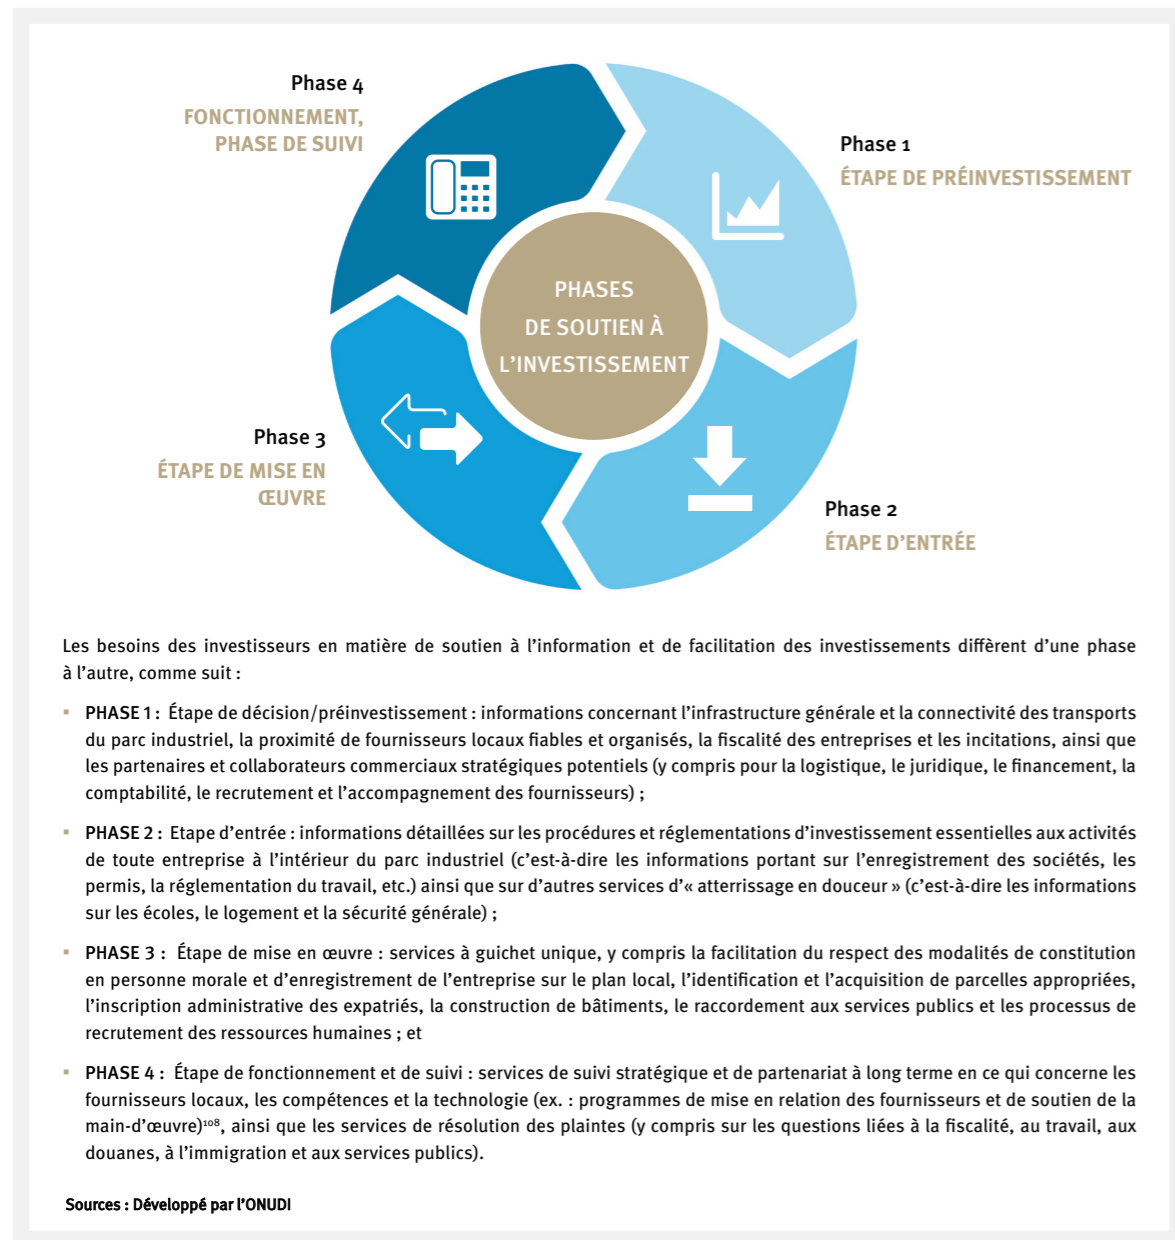 Phase 4
FONCTIONNEMENT,
PHASE DE SUIVI
Phase 1
ÉTAPE DE PRÉINVESTISSEMENT
PHASES
DE SOUTIEN À
L’INVESTISSEMENT
Phase 3
ÉTAPE DE MISE EN
ŒUVRE
Phase 2
ÉTAPE D’ENTRÉE
Les besoins des investisseurs en matière de soutien à l’information et de facilitation des investissements diffèrent d’une phase
à l’autre, comme suit :
▪ PHASE 1 : Étape de décision/préinvestissement : informations concernant l’infrastructure générale et la connectivité des transports
du parc industriel, la proximité de fournisseurs locaux fiables et organisés, la fiscalité des entreprises et les incitations, ainsi que
les partenaires et collaborateurs commerciaux stratégiques potentiels (y compris pour la logistique, le juridique, le financement, la
comptabilité, le recrutement et l’accompagnement des fournisseurs) ;
▪ PHASE 2 : Etape d’entrée : informations détaillées sur les procédures et réglementations d’investissement essentielles aux activités
de toute entreprise à l’intérieur du parc industriel (c’est-à-dire les informations portant sur l’enregistrement des sociétés, les
permis, la réglementation du travail, etc.) ainsi que sur d’autres services d’« atterrissage en douceur » (c’est-à-dire les informations
sur les écoles, le logement et la sécurité générale) ;
▪ PHASE 3 : Étape de mise en œuvre : services à guichet unique, y compris la facilitation du respect des modalités de constitution
en personne morale et d’enregistrement de l’entreprise sur le plan local, l’identification et l’acquisition de parcelles appropriées,
l’inscription administrative des expatriés, la construction de bâtiments, le raccordement aux services publics et les processus de
recrutement des ressources humaines ; et
▪ PHASE 4 : Étape de fonctionnement et de suivi : services de suivi stratégique et de partenariat à long terme en ce qui concerne les
fournisseurs locaux, les compétences et la technologie (ex. : programmes de mise en relation des fournisseurs et de soutien de la
main-d’œuvre)¹⁰⁸, ainsi que les services de résolution des plaintes (y compris sur les questions liées à la fiscalité, au travail, aux
douanes, à l’immigration et aux services publics).
Sources : Développé par l’ONUDI